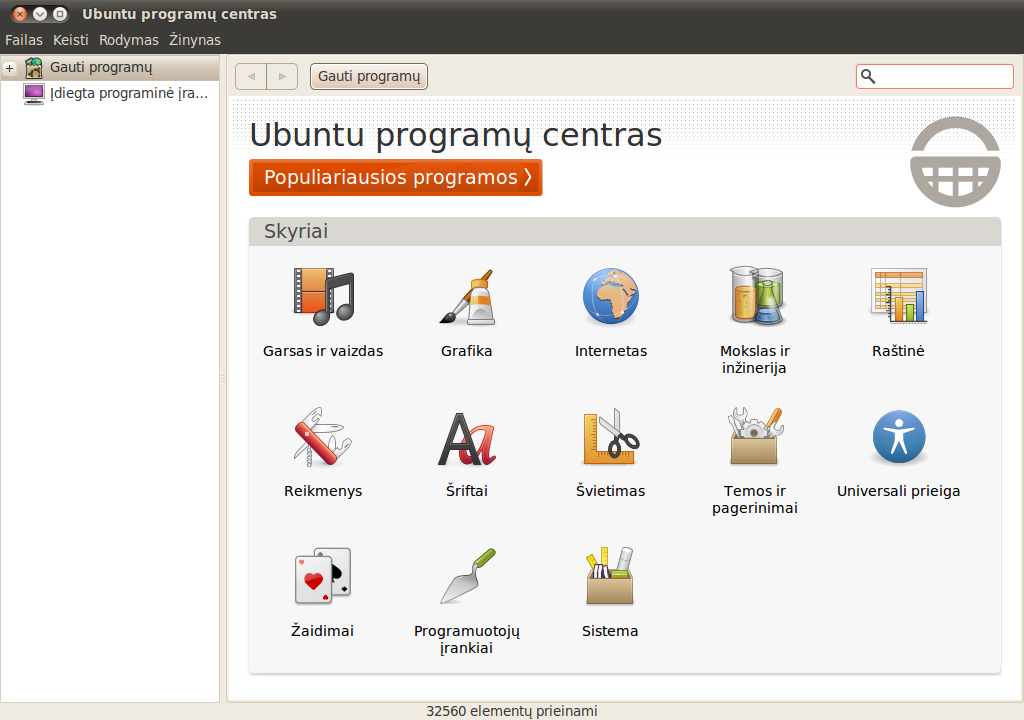 Ubuntu programų centras
Failas Keisti Rodymas Žinynas
Gauti programų
Įdiegta programinė įra...
Gauti programų
Ubuntu programų centras
Populiariausios programos
Skyriai
Garsas ir vaizdas
Grafika
Internetas
Mokslas ir
inžinerija
Raštinė
Reikmenys
Šriftai
Švietimas
Temos ir
pagerinimai
Universali prieiga
Žaidimai
Programuotojų
įrankiai
Sistema
32560 elementų prieinami